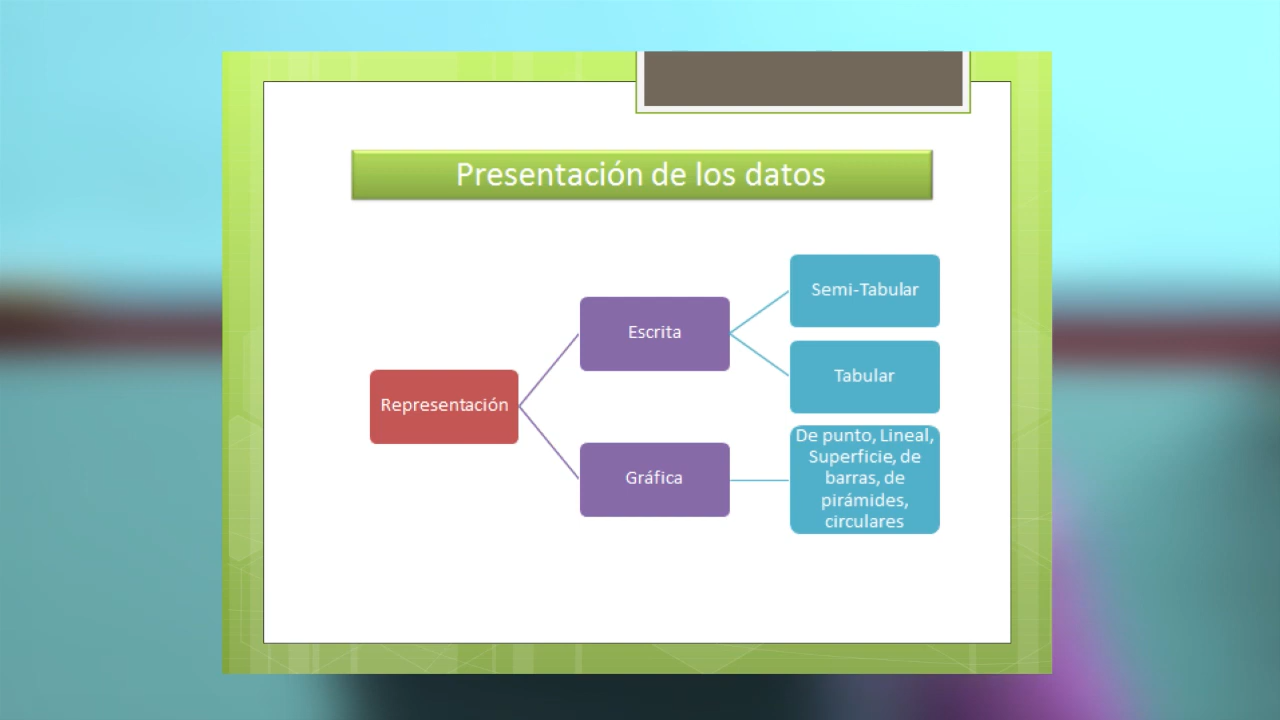 Presentación de los datos
Semi-Tabular
Escrita
Tabular
Representación
De punto, Lineal,
Superficie, de
barras, de
pirámides,
circulares
Gráfica